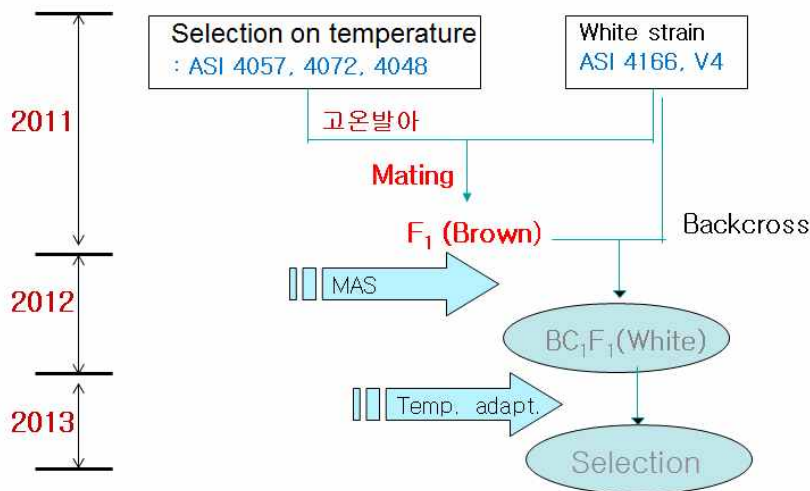 Selection on temperature
: ASI 4057, 4072, 4048
White strain
ASI 4166, V4
2011
고온발아
Mating
F₁ (Brown)
Backcross
MAS
2012
BC₁F₁(White)
Temp. adapt.
2013
Selection